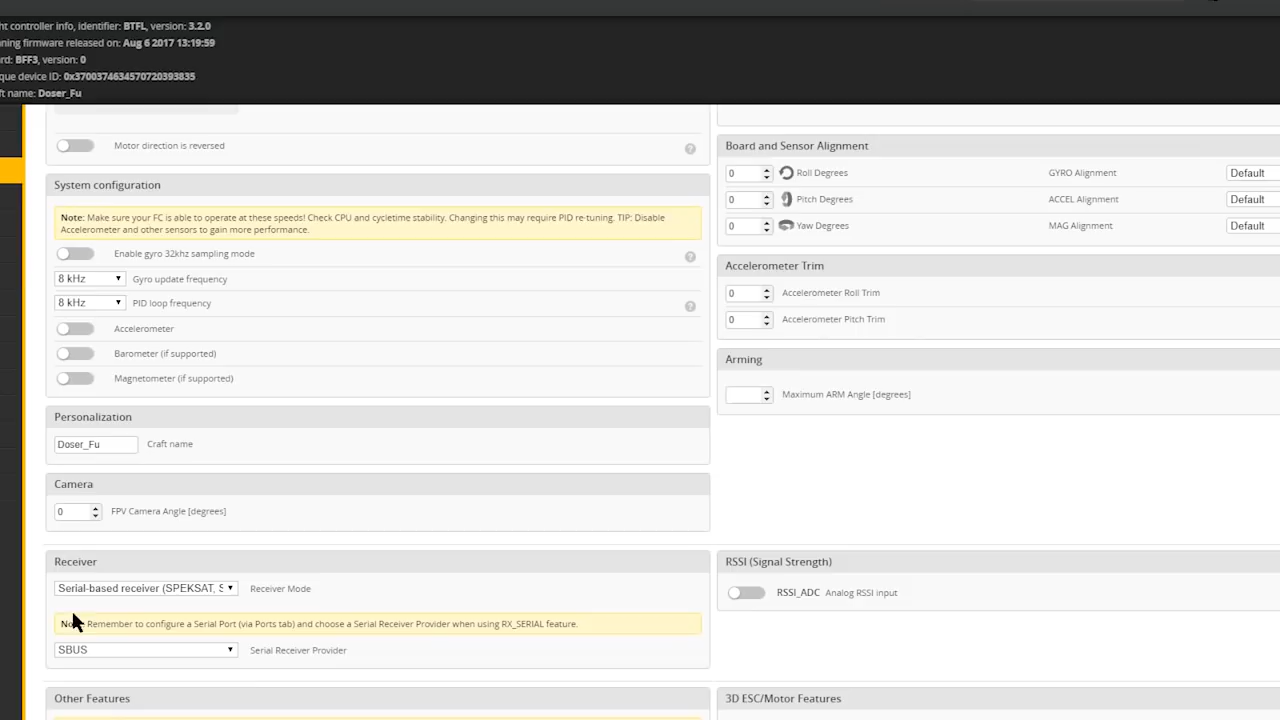 ht controller info, identifier: BTFL, version: 3.2.0
ning firmware released on: Aug 6 2017 13:19:59
rd: BFF3, version: 0
que device ID: 0x3700374634570720393835
ft name: Doser_Fu
Motor direction is reversed
System configuration
Note: Make sure your FC is able to operate at these speeds! Check CPU and cycletime stability. Changing this may require PID re-tuning. TIP: Disable
Accelerometer and other sensors to gain more performance.
Enable gyro 32khz sampling mode
8 kHz Gyro update frequency
8 kHz PID loop frequency
Accelerometer
Barometer (if supported)
Magnetometer (if supported)
Personalization
Doser_Fu Craft name
Camera
0 FPV Camera Angle [degrees]
Receiver
Serial-based receiver (SPEKSAT, S Receiver Mode
Remember to configure a Serial Port (via Ports tab) and choose a Serial Receiver Provider when using RX_SERIAL feature.
SBUS Serial Receiver Provider
Other Features
Board and Sensor Alignment
0 Roll Degrees GYRO Alignment Default
0 Pitch Degrees ACCEL Alignment Default
0 Yaw Degrees MAG Alignment Default
Accelerometer Trim
0 Accelerometer Roll Trim
0 Accelerometer Pitch Trim
Arming
Maximum ARM Angle [degrees]
RSSI (Signal Strength)
RSSI_ADC Analog RSSI input
3D ESC/Motor Features